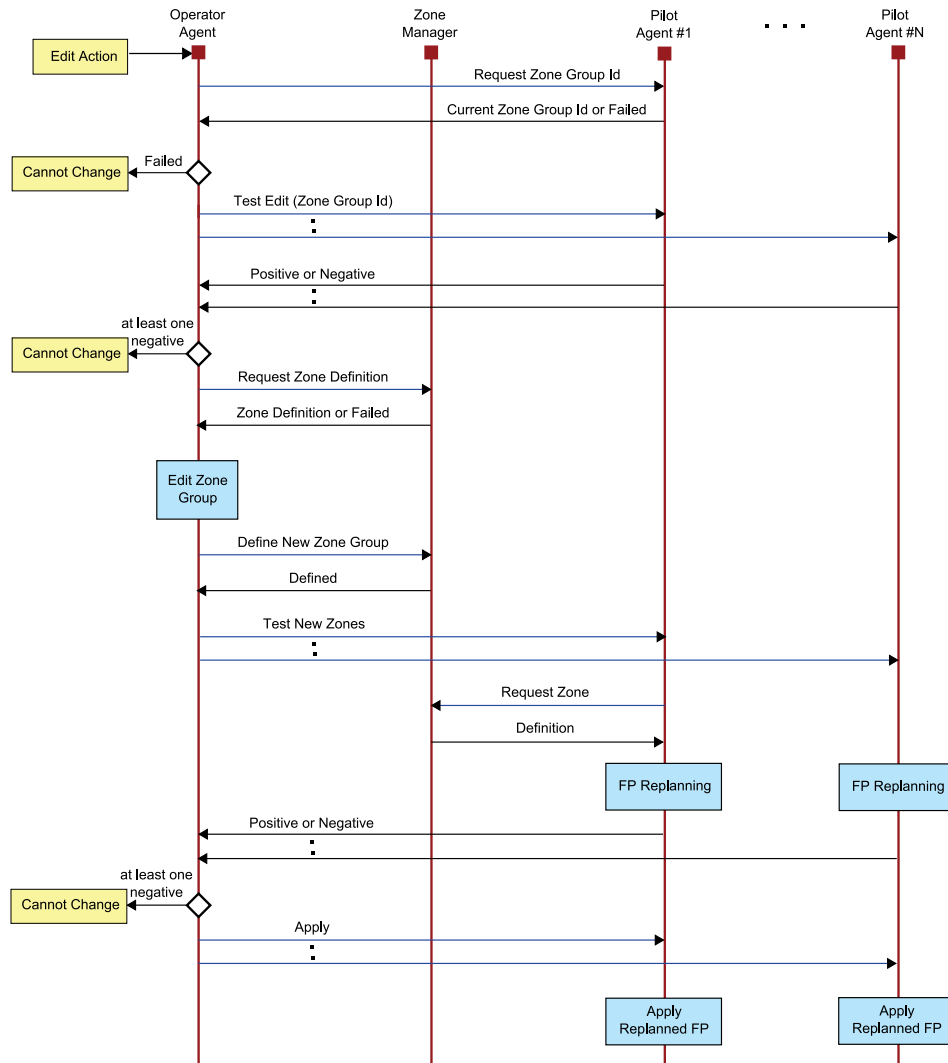 Operator
Agent
Zone
Manager
Pilot
Agent #1
Pilot
Agent #N
Edit Action
Request Zone Group Id
Current Zone Group Id or Failed
Failed
Cannot Change
Test Edit (Zone Group Id)
Positive or Negative
at least one
negative
Cannot Change
Request Zone Definition
Zone Definition or Failed
Edit Zone
Group
Define New Zone Group
Defined
Test New Zones
Request Zone
Definition
FP Replanning
FP Replanning
Positive or Negative
at least one
negative
Cannot Change
Apply
Apply
Replanned FP
Apply
Replanned FP